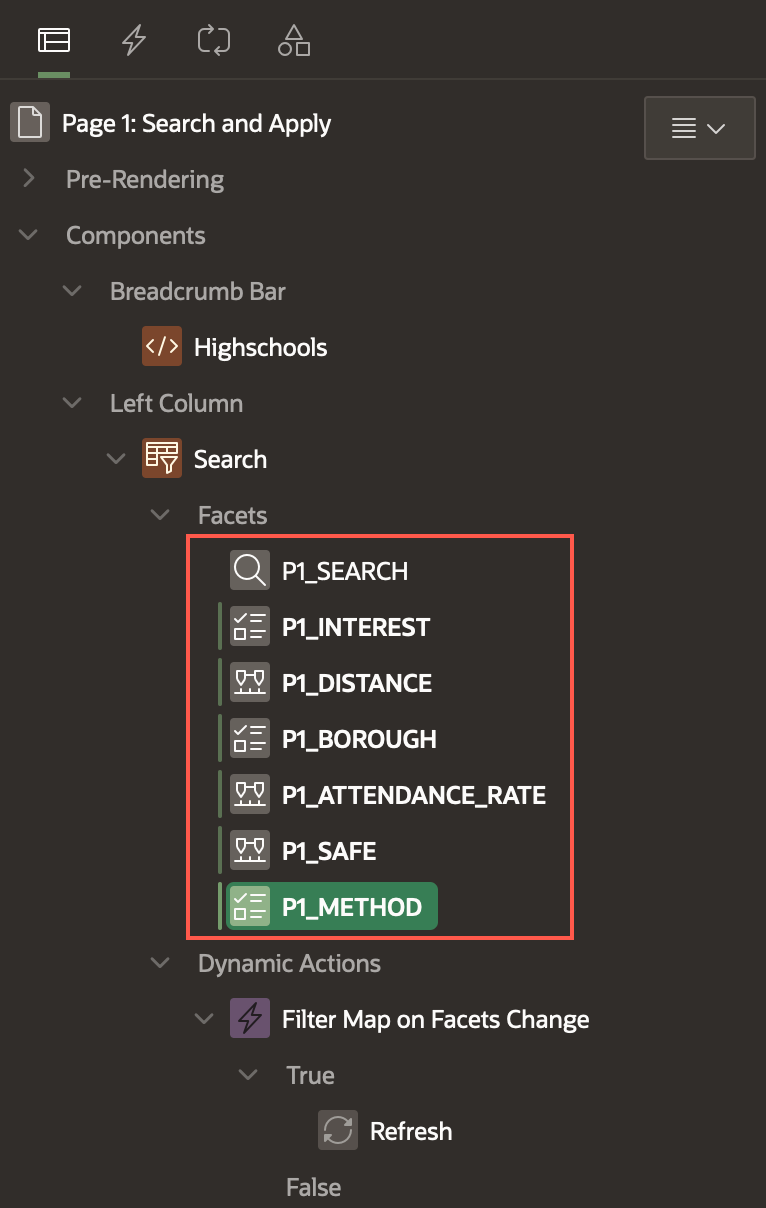 Page 1: Search and Apply
Pre-Rendering
Components
Breadcrumb Bar
Highschools
Left Column
Search
Facets
P1_SEARCH
P1_INTEREST
P1_DISTANCE
P1_BOROUGH
P1_ATTENDANCE_RATE
P1_SAFE
P1_METHOD
Dynamic Actions
Filter Map on Facets Change
True
Refresh
False